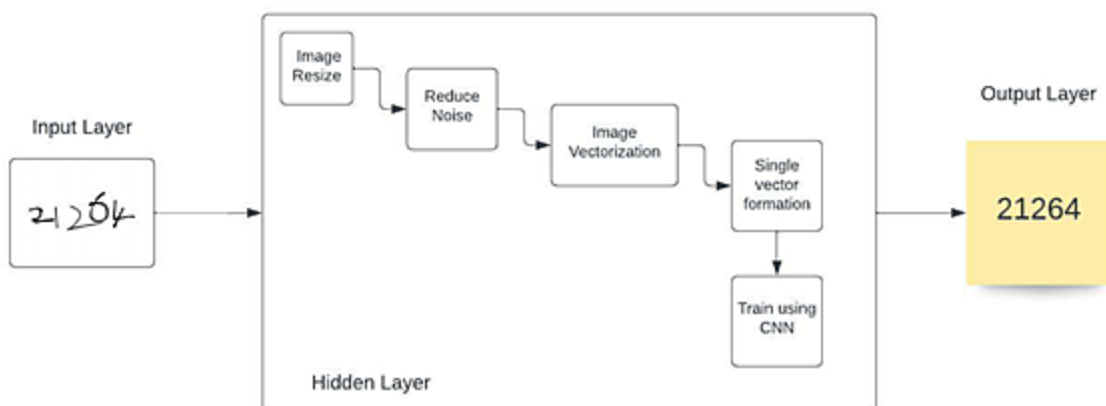 Input Layer
21264
Image
Resize
Reduce
Noise
Image
Vectorization
Single
vector
formation
Train using
CNN
Hidden Layer
Output Layer
21264